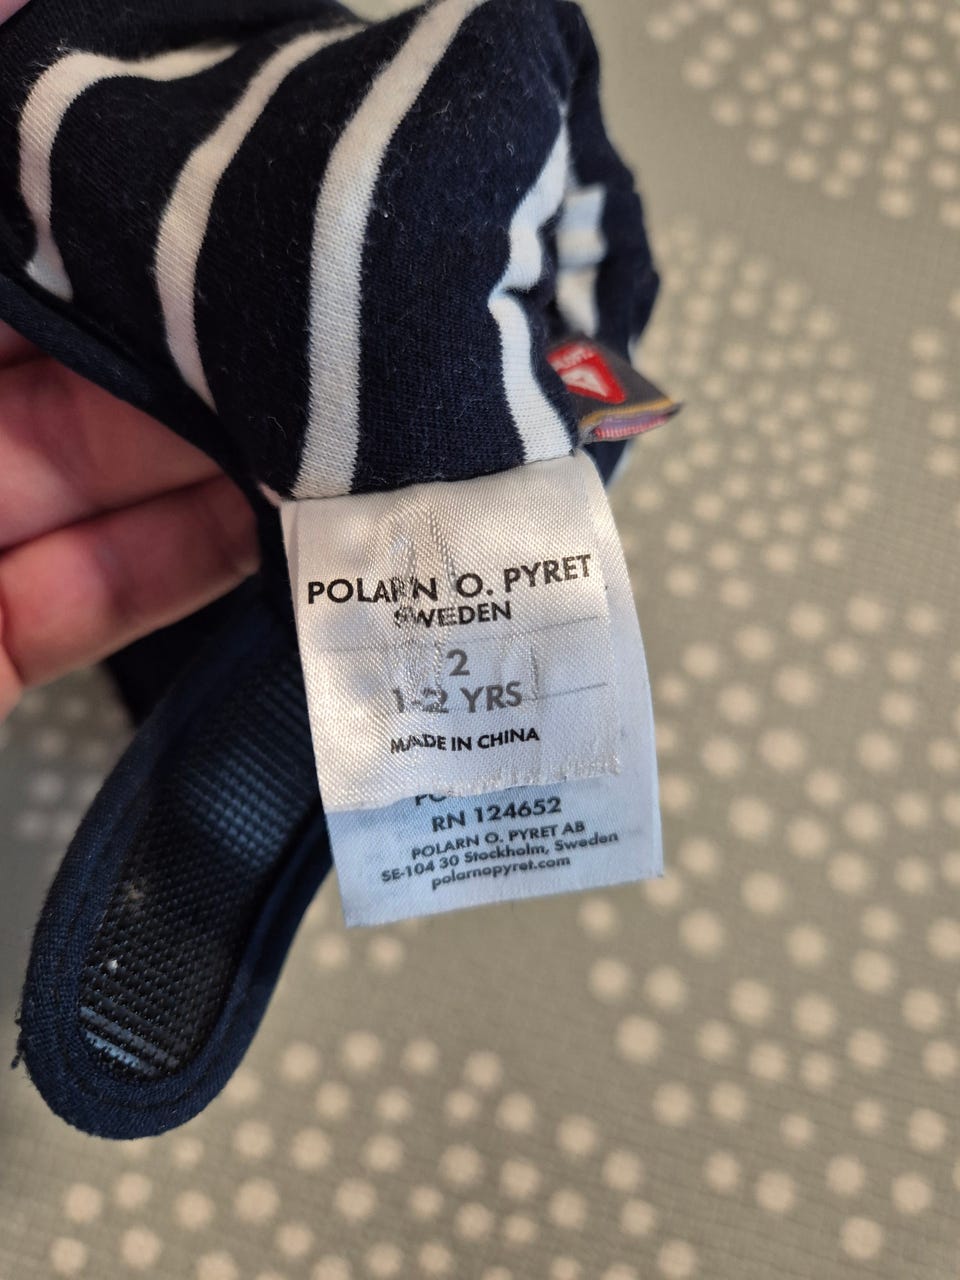 POLARN O. PYRET
SWEDEN
2
1-2 YRS
MADE IN CHINA
RN 124652
POLARN O. PYRET AB
SE-104 30 Stockholm, Sweden
polarnopyret.com